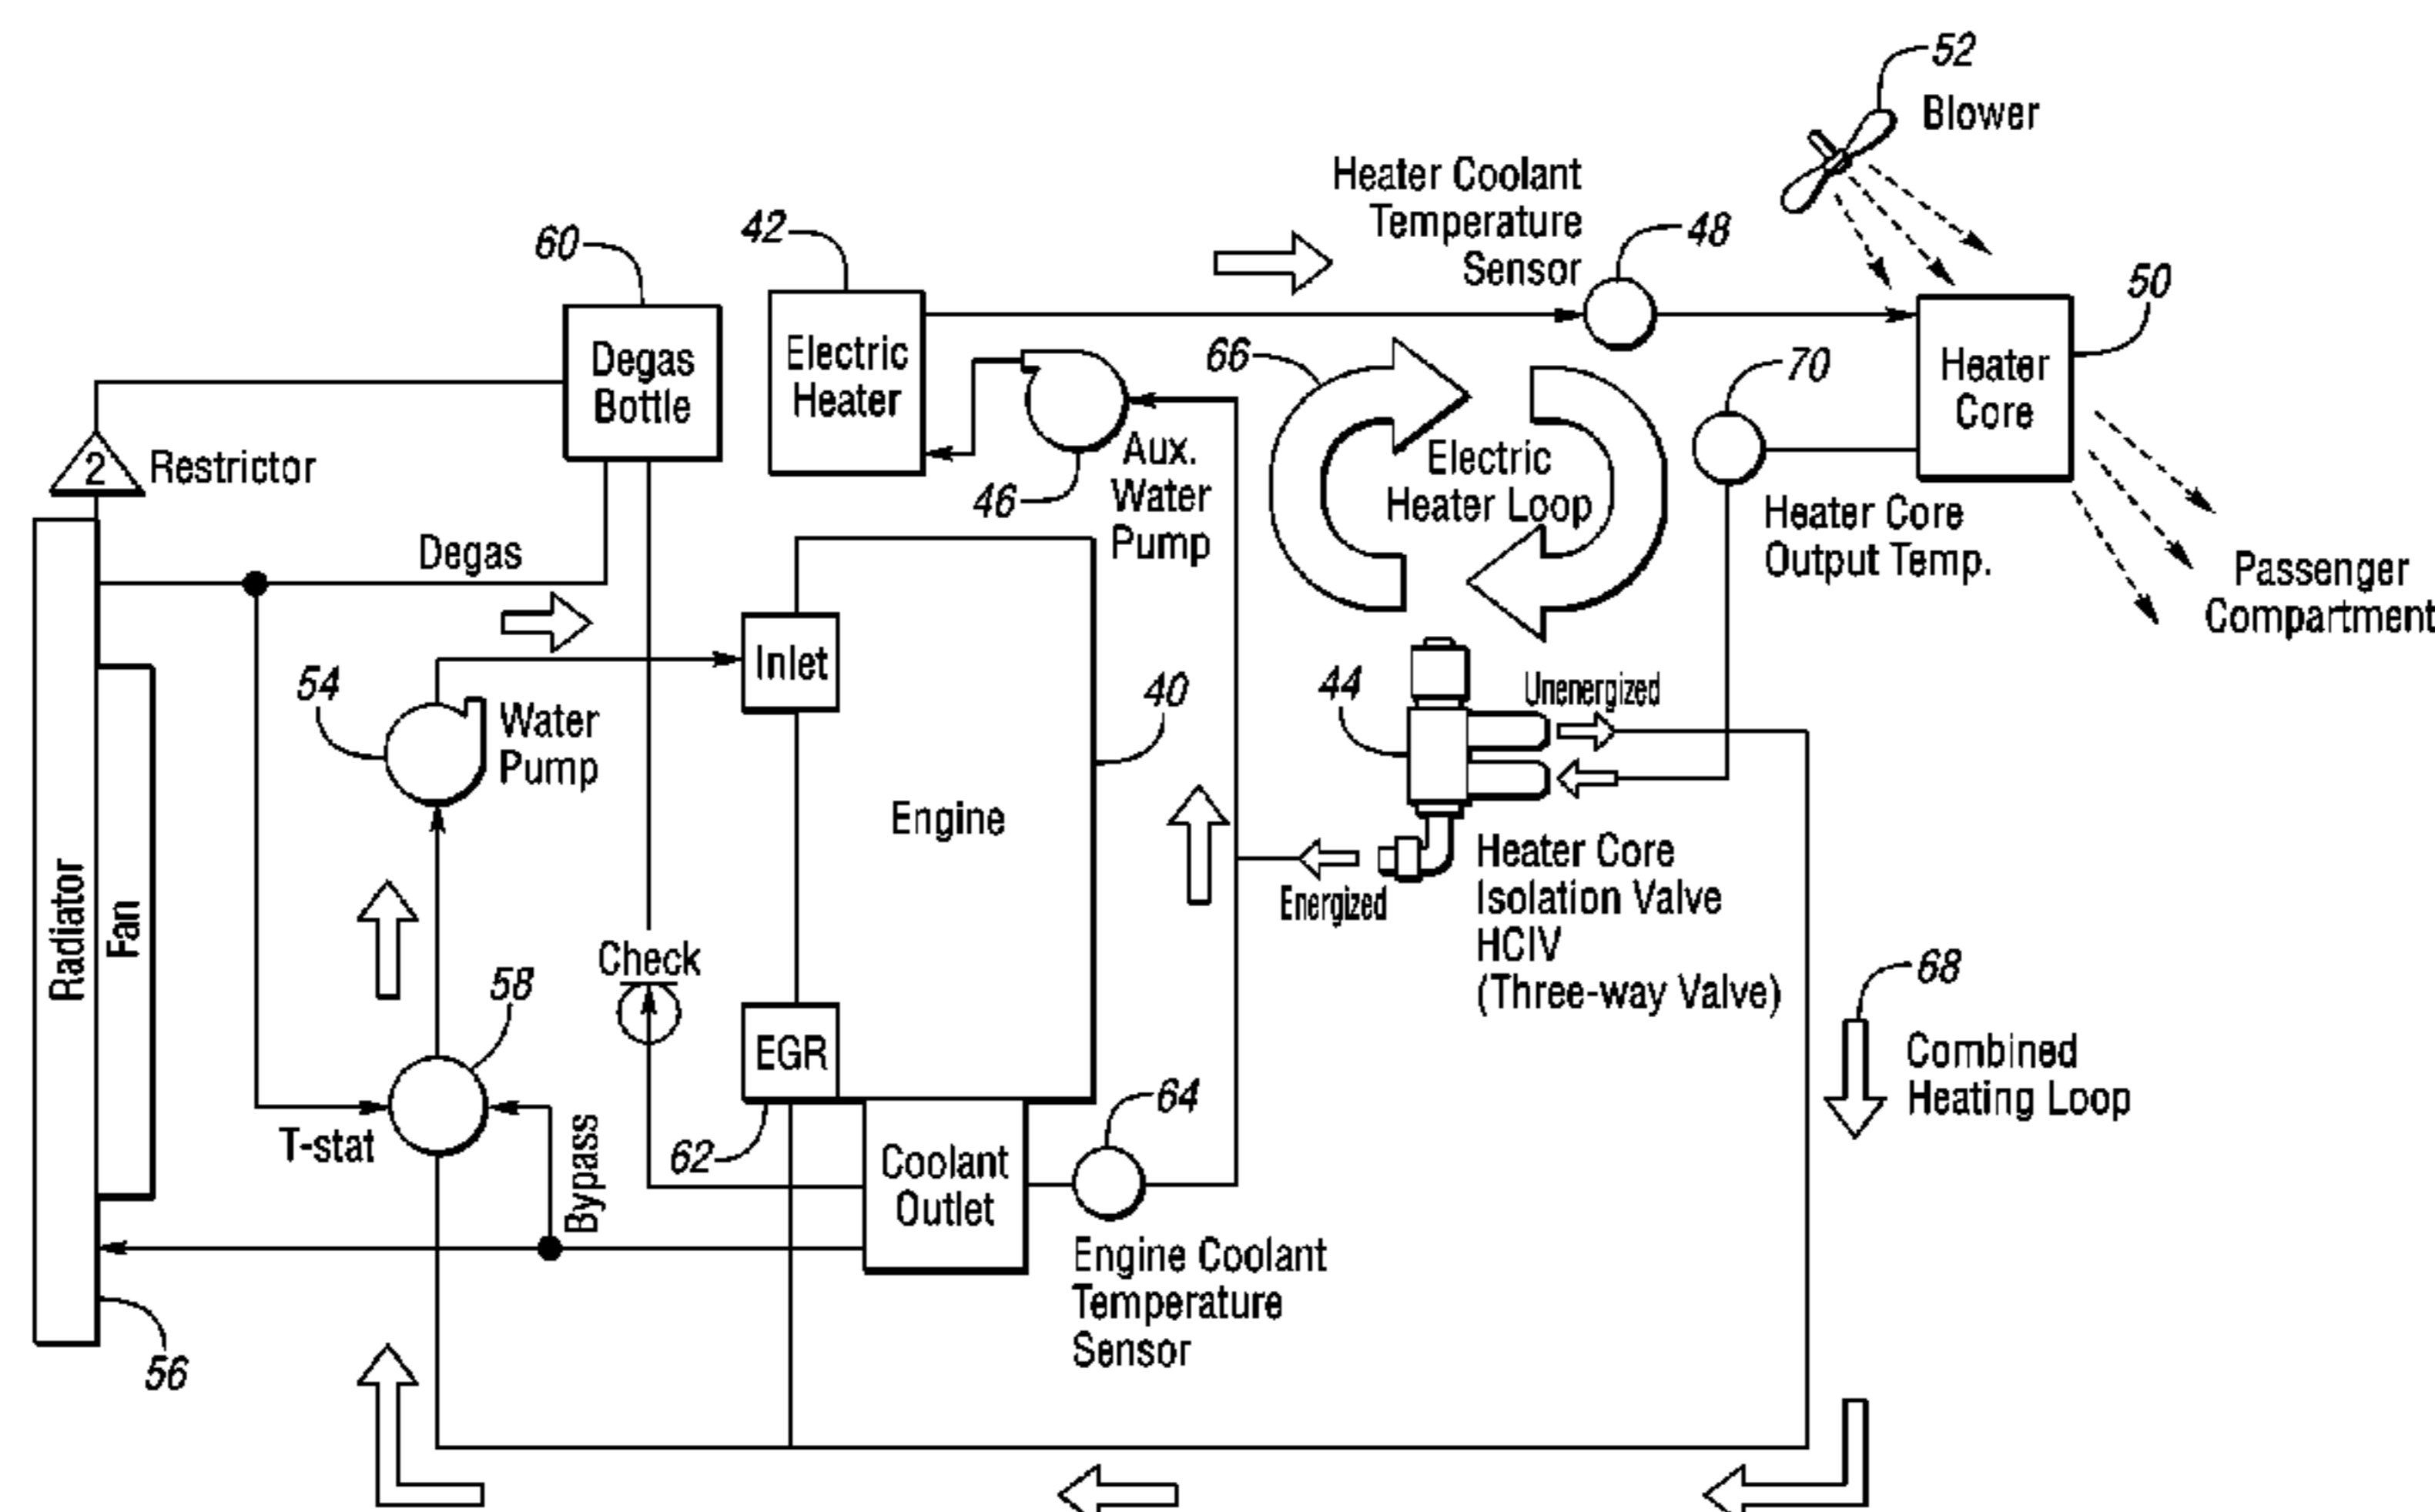 52
Blower
Heater Coolant
Temperature
Sensor
48
60
42
50
Degas
Bottle
Electric
Heater
66
70
Heater
Core
2
Restrictor
46
Aux.
Water
Pump
Electric
Heater Loop
Heater Core
Output Temp.
Degas
Passenger
Compartment
Inlet
54
Water
Pump
40
44
Unenergized
Engine
Energized
Heater Core
Isolation Valve
HCIV
(Three-way Valve)
Radiator
Fan
Check
58
68
Combined
Heating Loop
EGR
64
T-stat
Bypass
62
Coolant
Outlet
Engine Coolant
Temperature
Sensor
56